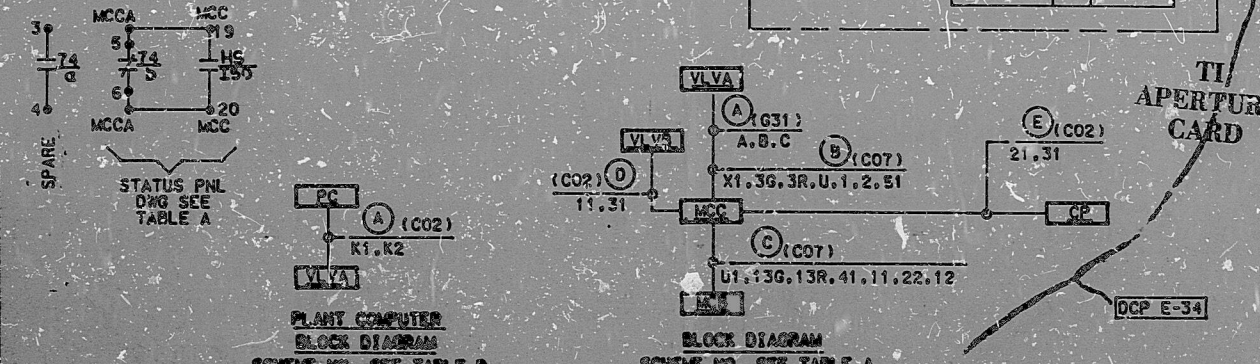 3
4
SPARE
74
a
MCCA
MCC
5
19
74
b
7
HS
6
20
MCCA
MCC
STATUS PNL
DWG SEE
TABLE A
PC
A (C02)
K1.K2
VLVA
PLANT COMPUTER
BLOCK DIAGRAM
VLVA
A (G31)
A.B.C
B (C07)
X1.3G.3R.U.1.2.51
(C02) D
11.31
MCC
E (C02)
21.31
CP
C (C07)
U1.13G.13R.41.11.22.12
BLOCK DIAGRAM
TI
APERTUR
CARD
DCP E-34